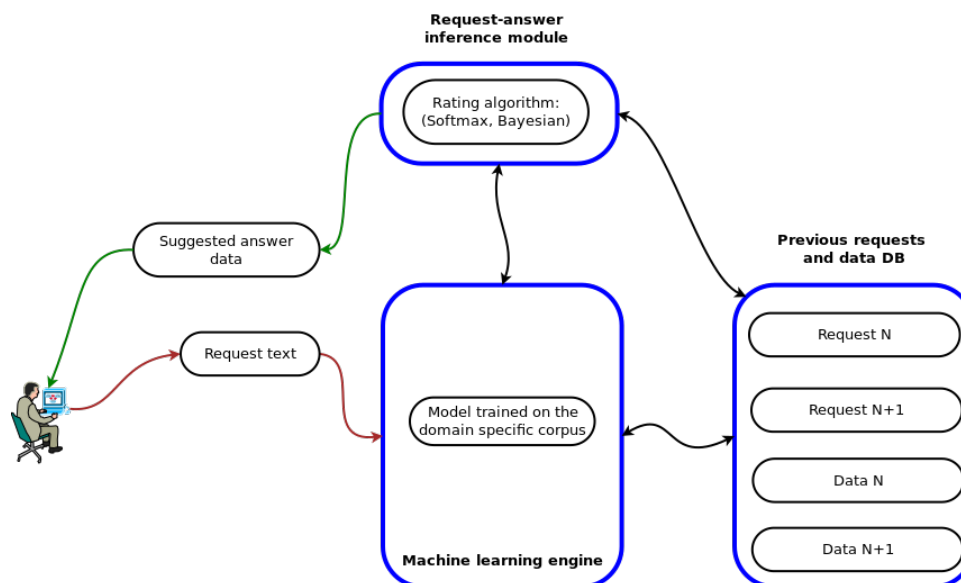 Request-answer
inference module
Rating algorithm:
(Softmax, Bayesian)
Suggested answer
data
Previous requests
and data DB
Request text
Request N
Model trained on the
domain specific corpus
Request N+1
Data N
Data N+1
Machine learning engine